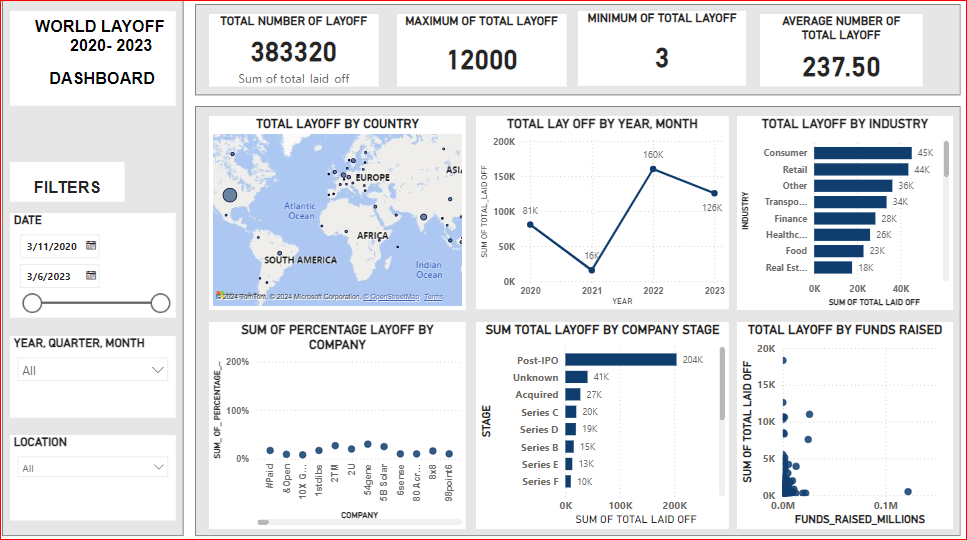 WORLD LAYOFF
2020- 2023
DASHBOARD
FILTERS
DATE
3/11/2020
3/6/2023
YEAR, QUARTER, MONTH
All
LOCATION
All
TOTAL NUMBER OF LAYOFF
383320
Sum of total laid off
MAXIMUM OF TOTAL LAYOFF
12000
MINIMUM OF TOTAL LAYOFF
3
AVERAGE NUMBER OF
TOTAL LAYOFF
237.50
TOTAL LAYOFF BY COUNTRY
EUROPE
ASI
Atlantic
Ocean
AFRICA
SOUTH AMERICA
Indian
Ocean
© 2024 TomTom, © 2024 Microsoft Corporation, © OpenStreetMap Terms
TOTAL LAY OFF BY YEAR, MONTH
SUM OF TOTAL_LAID OFF
200K
150K
100K
50K
0K
81K
16K
160K
126K
2020
2021
2022
2023
YEAR
TOTAL LAYOFF BY INDUSTRY
INDUSTRY
Consumer 45K
Retail 44K
Other 36K
Transpo... 34K
Finance 28K
Healthc... 26K
Food 23K
Real Est... 18K
0K 20K 40K
SUM OF TOTAL LAID OFF
SUM OF PERCENTAGE LAYOFF BY
COMPANY
SUM_OF_PERCENTAGE_...
200%
100%
0%
#Paid
&Open
10X G...
1stdibs
2TM
2U
54gene
5B Solar
6sense
80 Acr...
8x8
98point6
COMPANY
SUM TOTAL LAYOFF BY COMPANY STAGE
STAGE
Post-IPO 204K
Unknown 41K
Acquired 27K
Series C 20K
Series D 19K
Series B 15K
Series E 13K
Series F 10K
0K 100K 200K
SUM OF TOTAL LAID OFF
TOTAL LAYOFF BY FUNDS RAISED
SUM OF TOTAL LAID OFF
20K
15K
10K
5K
0K
0.0M 0.1M
FUNDS_RAISED_MILLIONS